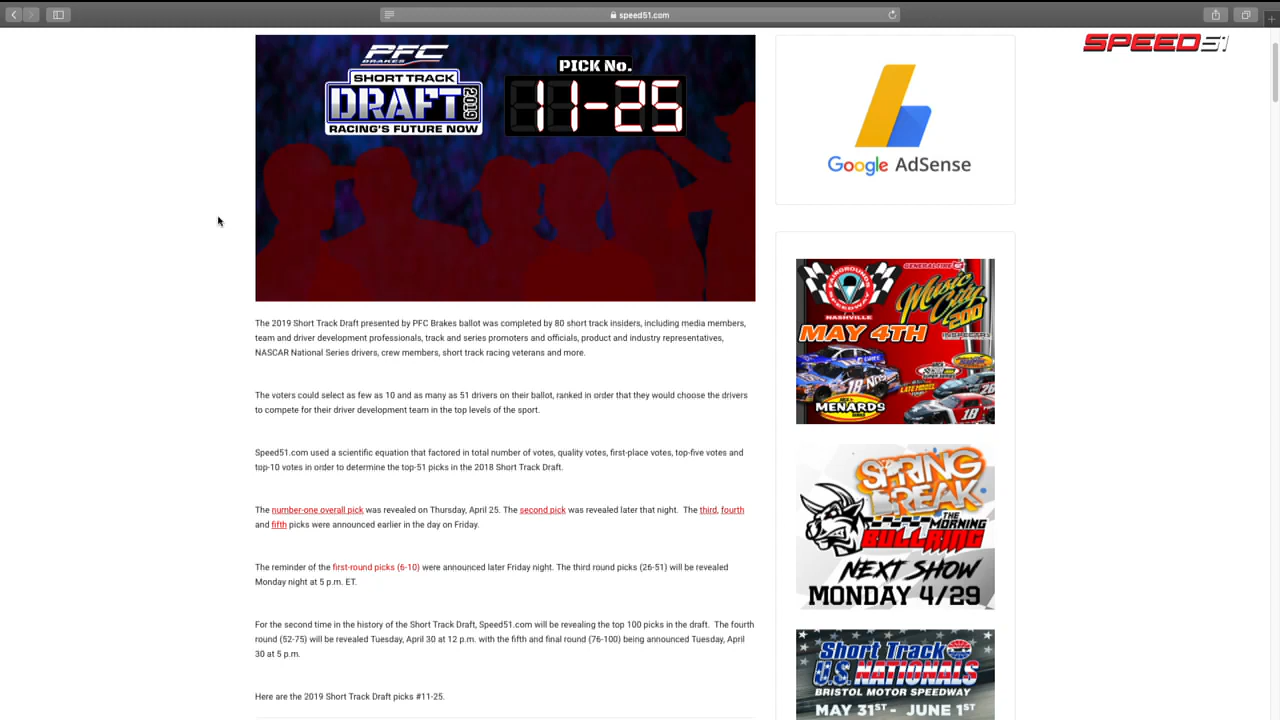 speed51.com
SPEED51
PFC
BRAKES
SHORT TRACK
DRAFT 2019
RACING'S FUTURE NOW
PICK No.
11-25
Google AdSense
The 2019 Short Track Draft presented by PFC Brakes ballot was completed by 80 short track insiders, including media members,
team and driver development professionals, track and series promoters and officials, product and industry representatives,
NASCAR National Series drivers, crew members, short track racing veterans and more.
The voters could select as few as 10 and as many as 51 drivers on their ballot, ranked in order that they would choose the drivers
to compete for their driver development team in the top levels of the sport.
Speed51.com used a scientific equation that factored in total number of votes, quality votes, first-place votes, top-five votes and
top-10 votes in order to determine the top-51 picks in the 2018 Short Track Draft.
The number-one overall pick was revealed on Thursday, April 25. The second pick was revealed later that night. The third, fourth
and fifth picks were announced earlier in the day on Friday.
The reminder of the first-round picks (6-10) were announced later Friday night. The third round picks (26-51) will be revealed
Monday night at 5 p.m. ET.
For the second time in the history of the Short Track Draft, Speed51.com will be revealing the top 100 picks in the draft. The fourth
round (52-75) will be revealed Tuesday, April 30 at 12 p.m. with the fifth and final round (76-100) being announced Tuesday, April
30 at 5 p.m.
Here are the 2019 Short Track Draft picks #11-25.
FAIRGROUNDS
SPEEDWAY
NASHVILLE
GENERAL TIRE
Music City
200
MAY 4TH
LATE MODEL
18
18
MENARDS
SPRING
BREAK
THE
MORNING
BULLRING
NEXT SHOW
MONDAY 4/29
Short Track
U.S. NATIONALS
BRISTOL MOTOR SPEEDWAY
MAY 31ST - JUNE 1ST